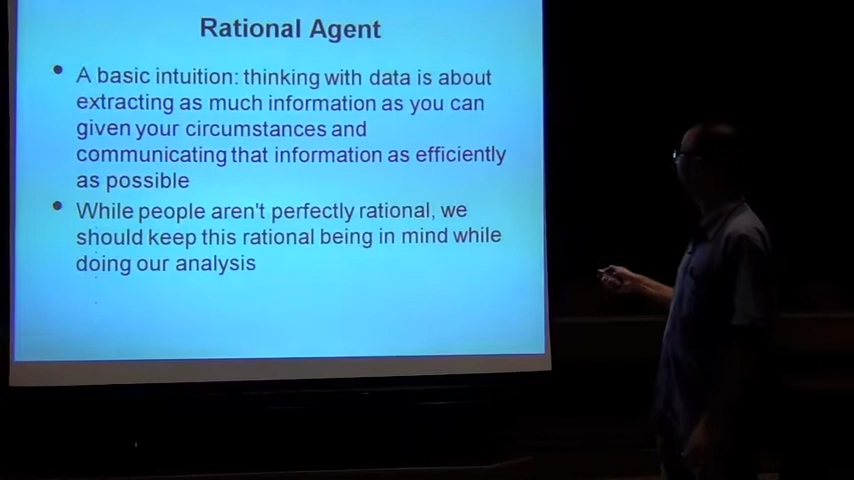 Rational Agent
• A basic intuition: thinking with data is about
extracting as much information as you can
given your circumstances and
communicating that information as efficiently
as possible
• While people aren't perfectly rational, we
should keep this rational being in mind while
doing our analysis